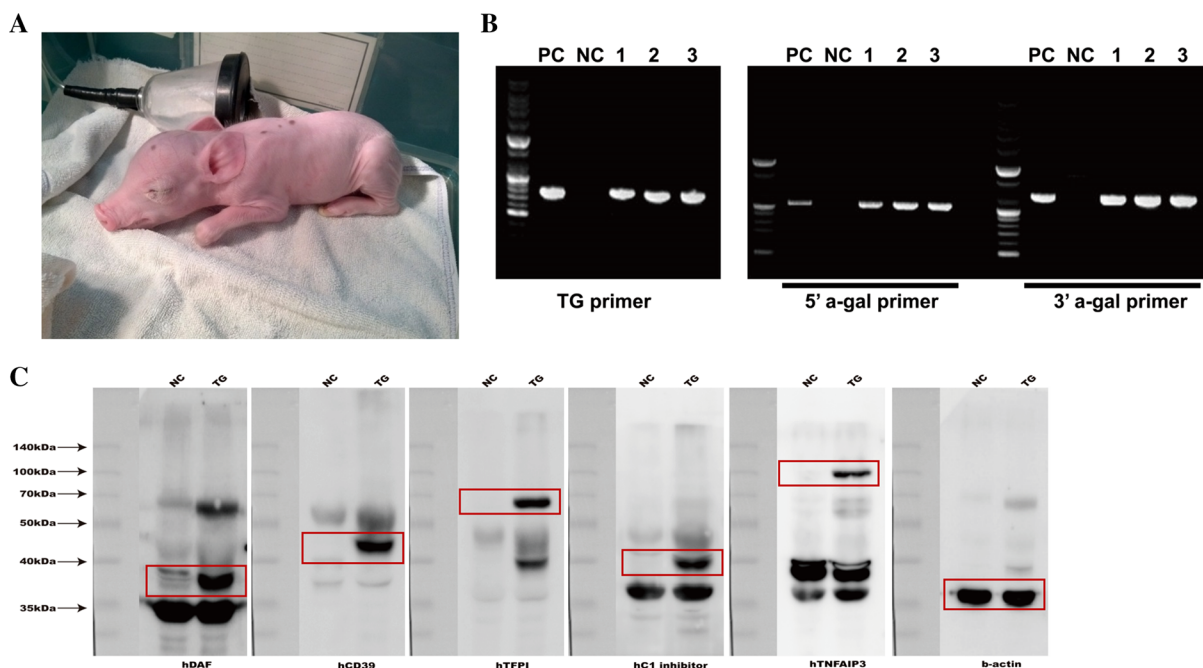 A
B
PC NC 1 2 3
PC NC 1 2 3
PC NC 1 2 3
TG primer
5' a-gal primer
3' a-gal primer
C
NC TG
NC TG
NC TG
NC TG
NC TG
NC TG
140kDa
100kDa
70kDa
50kDa
40kDa
35kDa
hDAF
hCD39
hTFPI
hC1 inhibitor
hTNFAIP3
b-actin